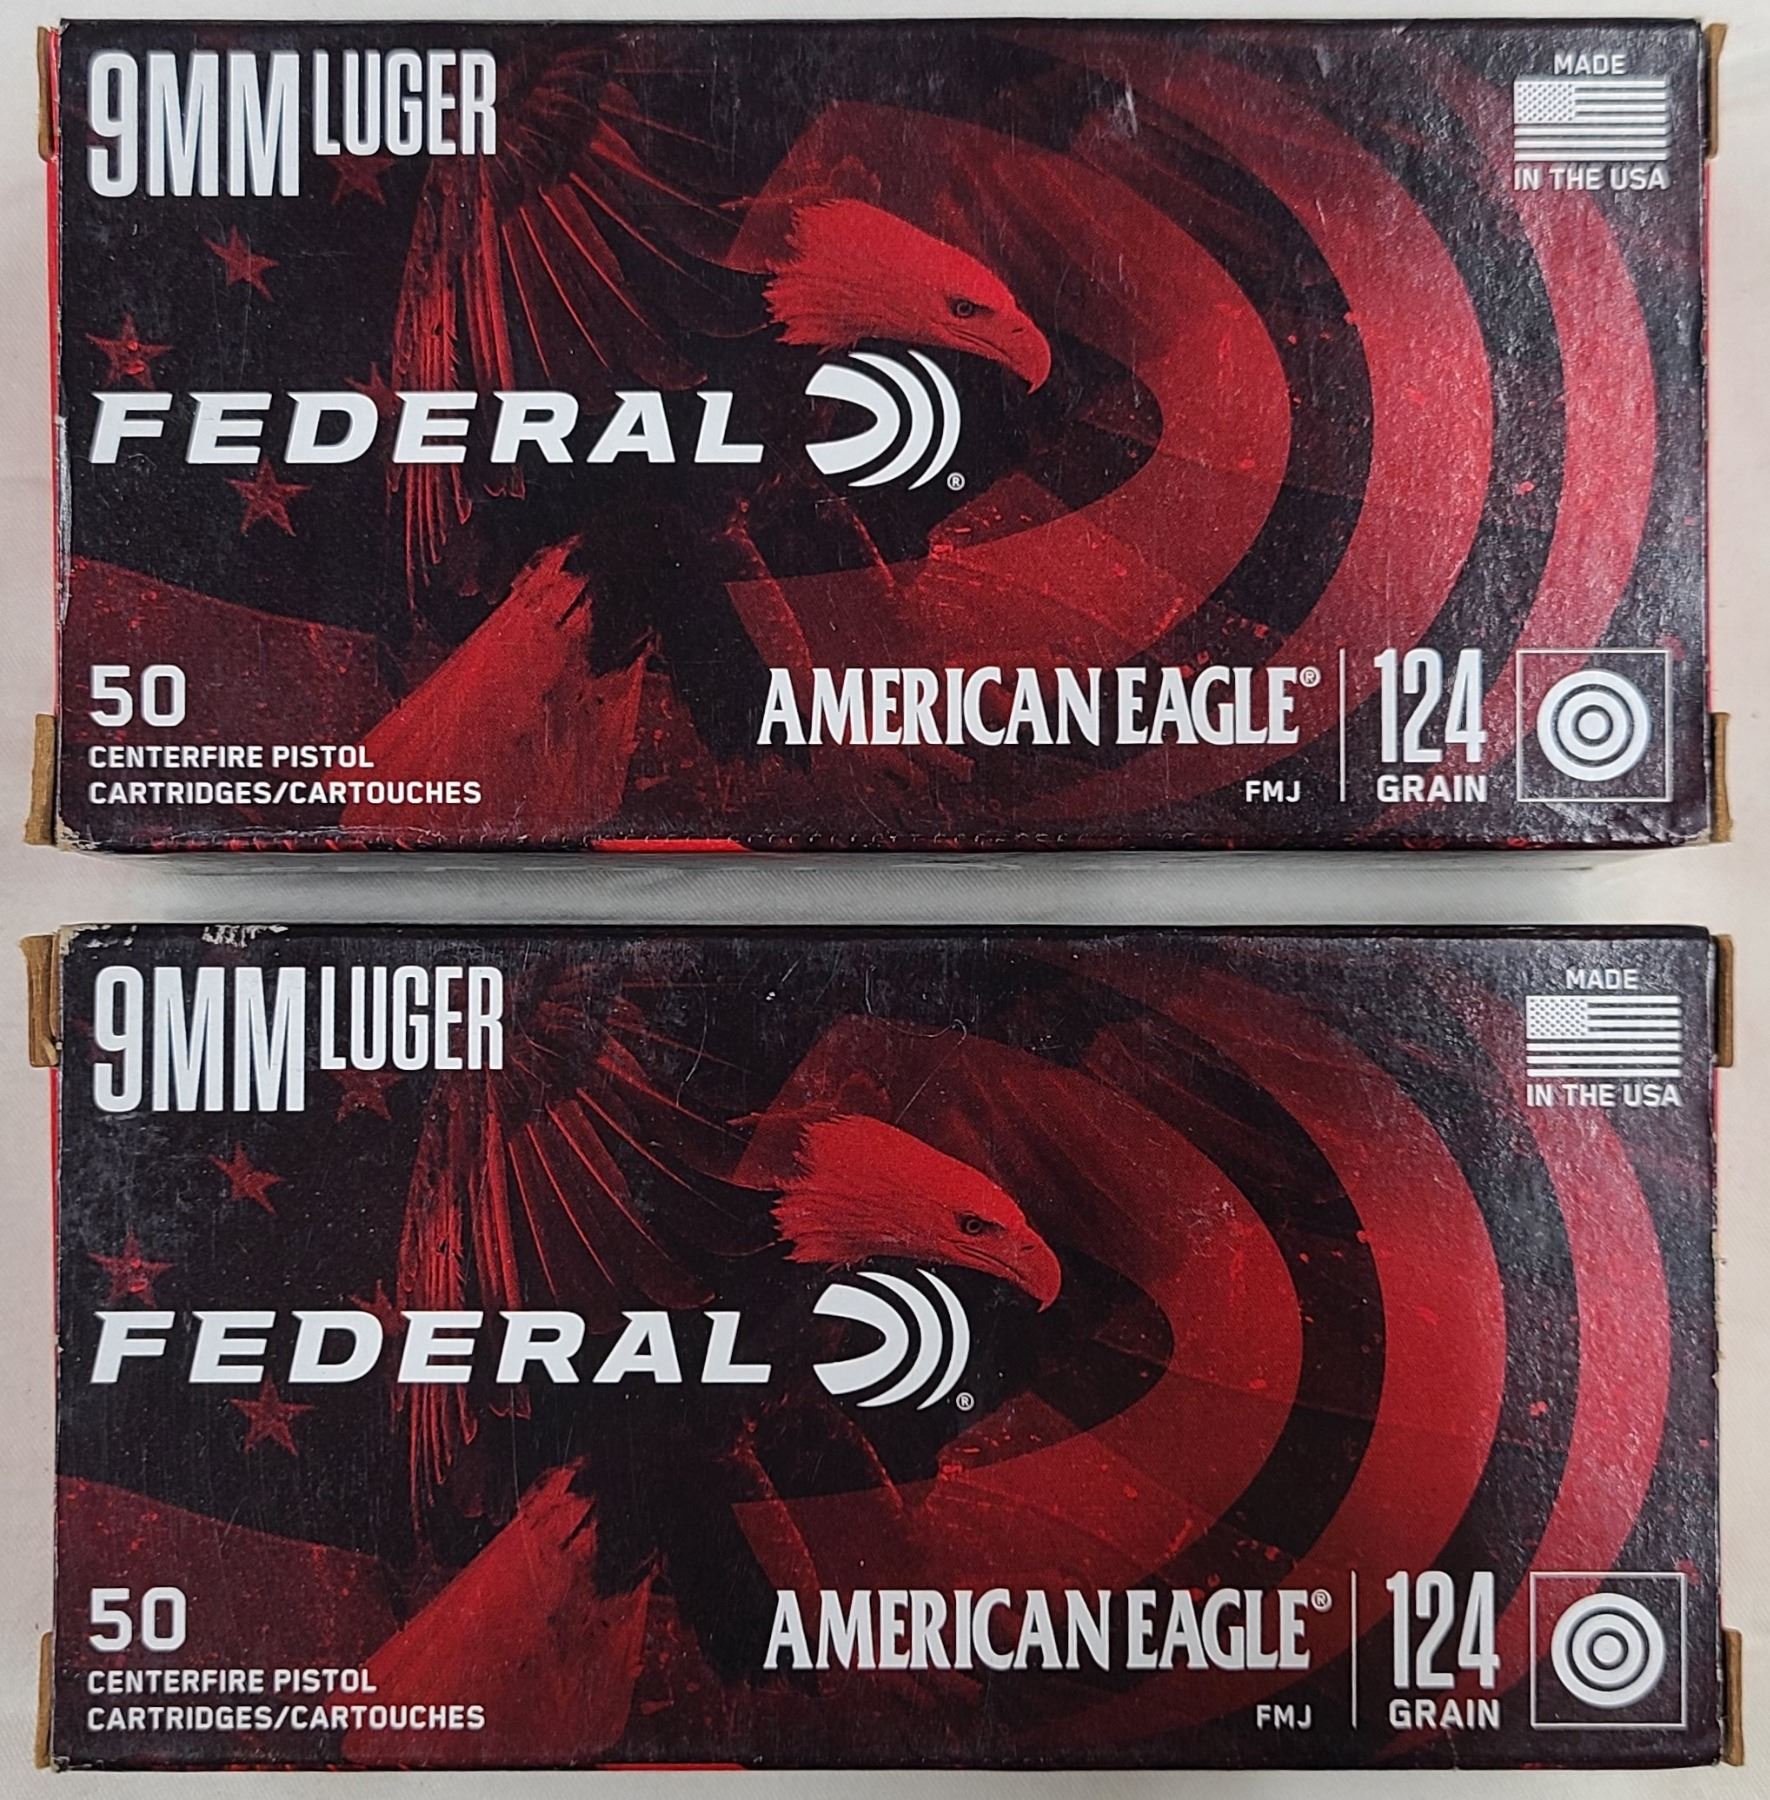 9MM LUGER
MADE
IN THE USA
FEDERAL ®
50
CENTERFIRE PISTOL
CARTRIDGES/CARTOUCHES
AMERICAN EAGLE®
FMJ
124
GRAIN
9MM LUGER
MADE
IN THE USA
FEDERAL ®
50
CENTERFIRE PISTOL
CARTRIDGES/CARTOUCHES
AMERICAN EAGLE®
FMJ
124
GRAIN